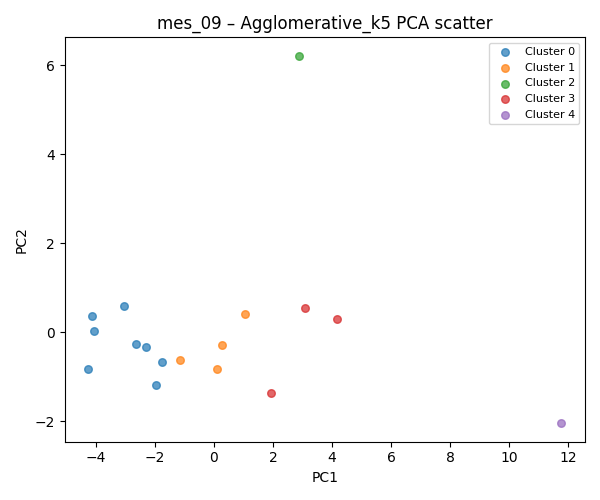 mes_09 – Agglomerative_k5 PCA scatter
Cluster 0
Cluster 1
Cluster 2
Cluster 3
Cluster 4
PC2
6
4
2
0
−2
−4 −2 0 2 4 6 8 10 12
PC1